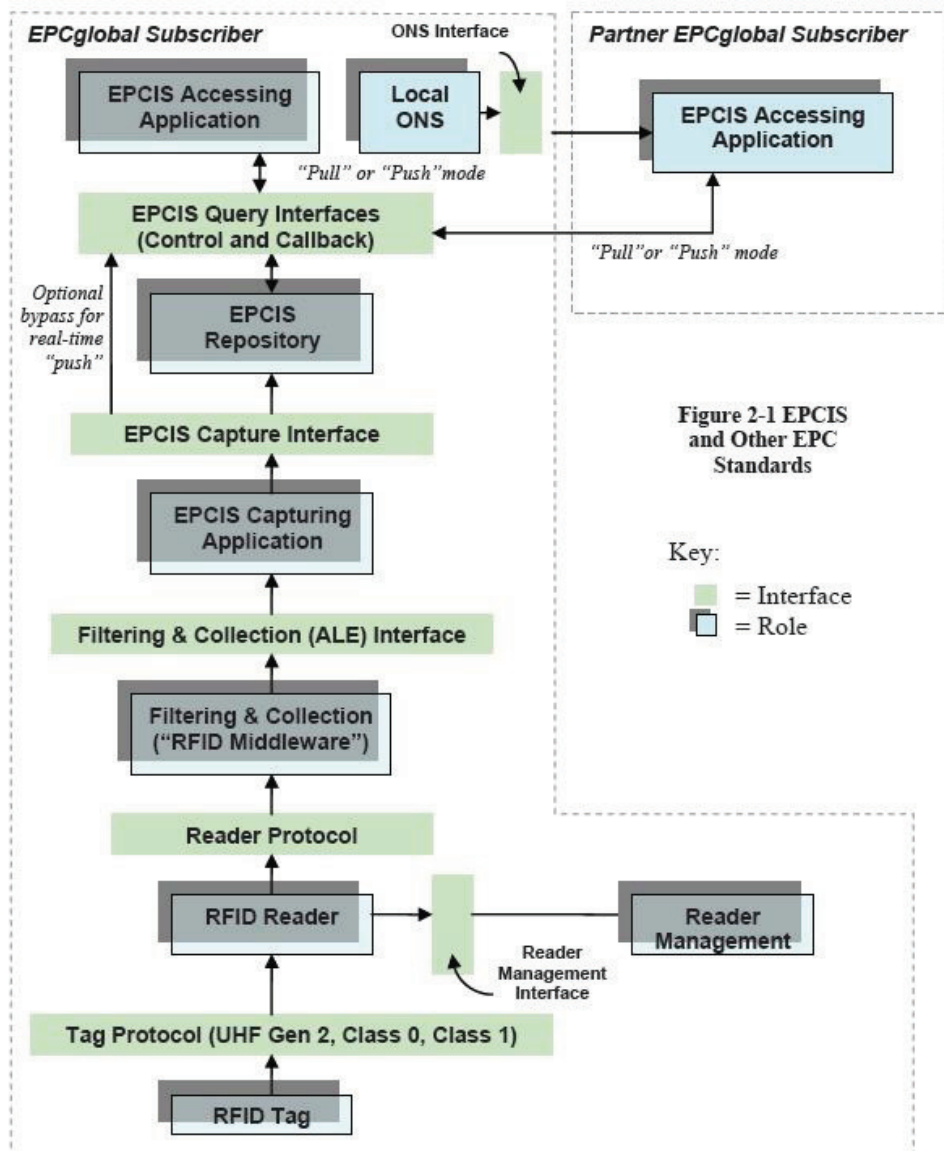 EPCglobal Subscriber
ONS Interface
Partner EPCglobal Subscriber
EPCIS Accessing
Application
Local
ONS
EPCIS Accessing
Application
“Pull” or “Push”mode
EPCIS Query Interfaces
(Control and Callback)
“Pull”or “Push” mode
Optional
bypass for
real-time
“push”
EPCIS
Repository
EPCIS Capture Interface
Figure 2-1 EPCIS
and Other EPC
Standards
EPCIS Capturing
Application
Key:
= Interface
= Role
Filtering & Collection (ALE) Interface
Filtering & Collection
(“RFID Middleware”)
Reader Protocol
RFID Reader
Reader
Management
Reader
Management
Interface
Tag Protocol (UHF Gen 2, Class 0, Class 1)
RFID Tag